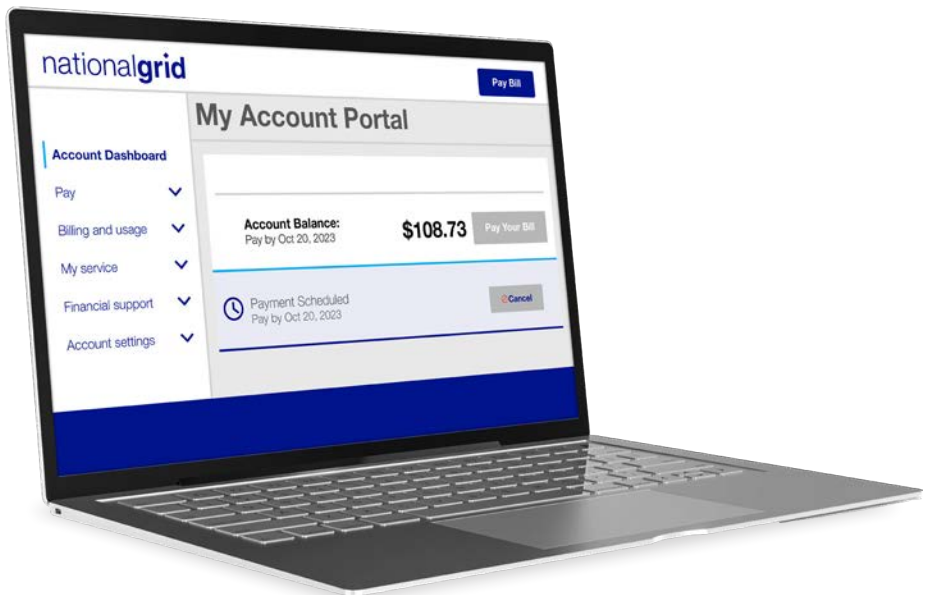 nationalgrid
Pay Bill
My Account Portal
Account Dashboard
Pay
Billing and usage
My service
Financial support
Account settings
Account Balance:
Pay by Oct 20, 2023
$108.73
Pay Your Bill
Payment Scheduled
Pay by Oct 20, 2023
Cancel